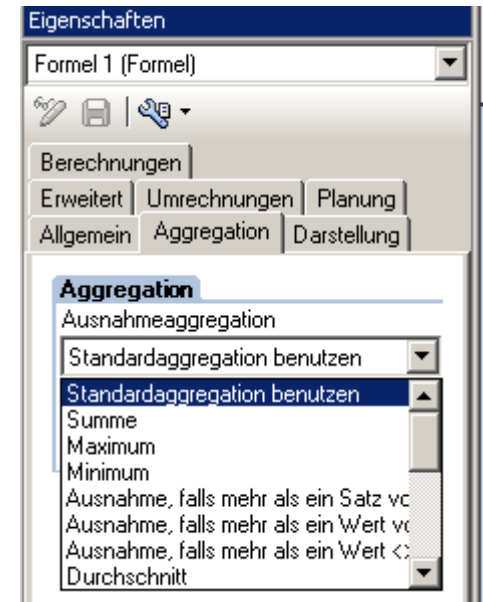 Eigenschaften
Formel 1 (Formel)
Berechnungen
Erweitert Umrechnungen Planung
Allgemein Aggregation Darstellung
Aggregation
Ausnahmeaggregation
Standardaggregation benutzen
Standardaggregation benutzen
Summe
Maximum
Minimum
Ausnahme, falls mehr als ein Satz vo
Ausnahme, falls mehr als ein Wert vo
Ausnahme, falls mehr als ein Wert <>
Durchschnitt